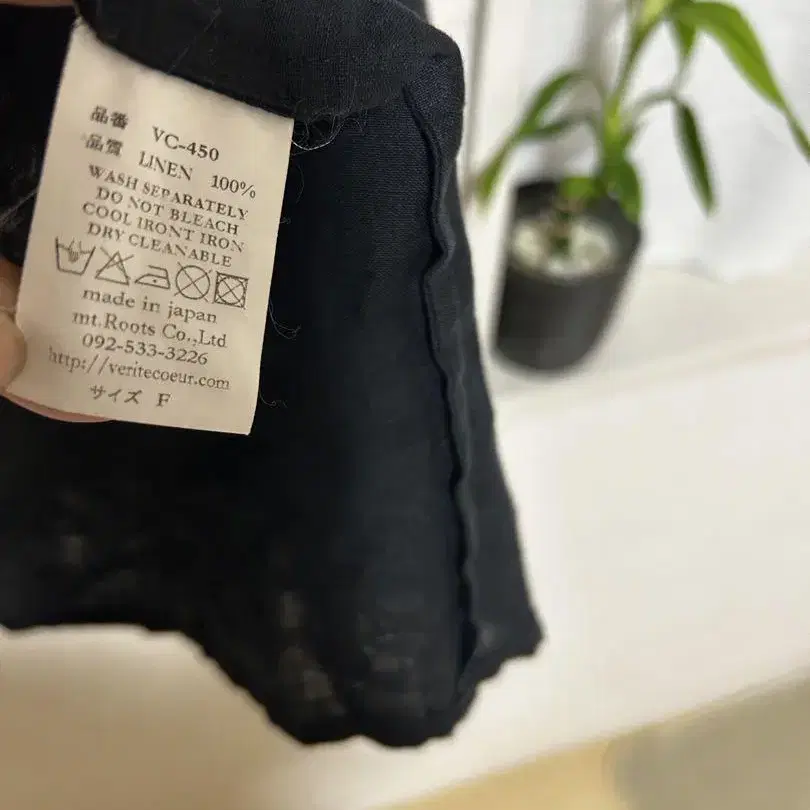 品番 VC-450
品質 LINEN 100%
WASH SEPARATELY
DO NOT BLEACH
COOL IRONT IRON
DRY CLEANABLE
made in japan
mt.Roots Co.,Ltd
092-533-3226
http://veritecoeur.com
サイズ F